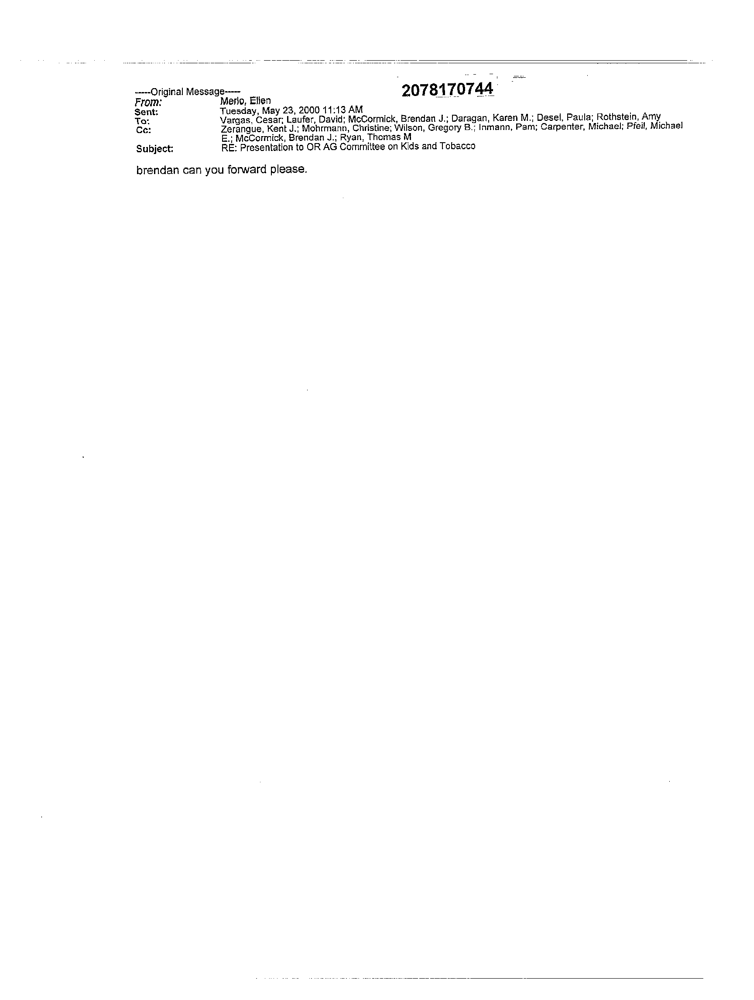 2078170744
-----Original Message-----
From: Merlo, Ellen
Sent: Tuesday, May 23, 2000 11:13 AM
To: Vargas, Cesar; Laufer, David; McCormick, Brendan J.; Daragan, Karen M.; Desel, Paula; Rothstein, Amy
Cc: Zerangue, Kent J.; Mohrmann, Christine; Wilson, Gregory B.; Inmann, Pam; Carpenter, Michael; Pfeil, Michael
E.; McCormick, Brendan J.; Ryan, Thomas M
Subject: RE: Presentation to OR AG Committee on Kids and Tobacco
brendan can you forward please.